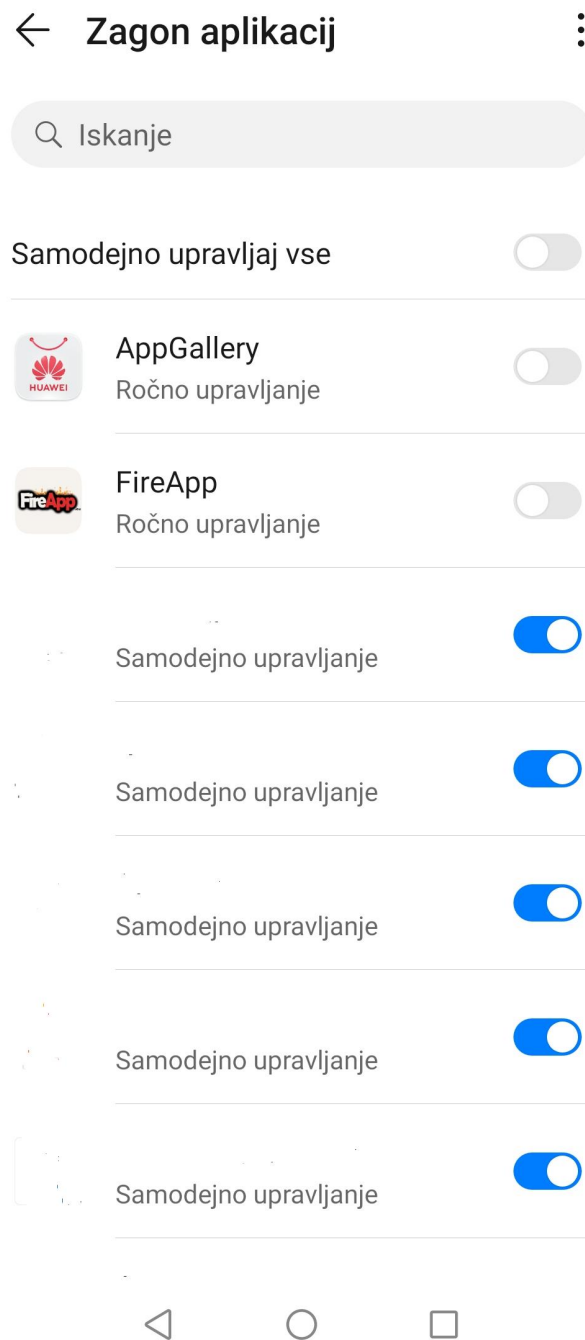 Zagon aplikacij
Iskanje
Samodejno upravljaj vse
AppGallery
HUAWEI
Ročno upravljanje
FireApp
FireApp
Ročno upravljanje
Samodejno upravljanje
Samodejno upravljanje
Samodejno upravljanje
Samodejno upravljanje
Samodejno upravljanje